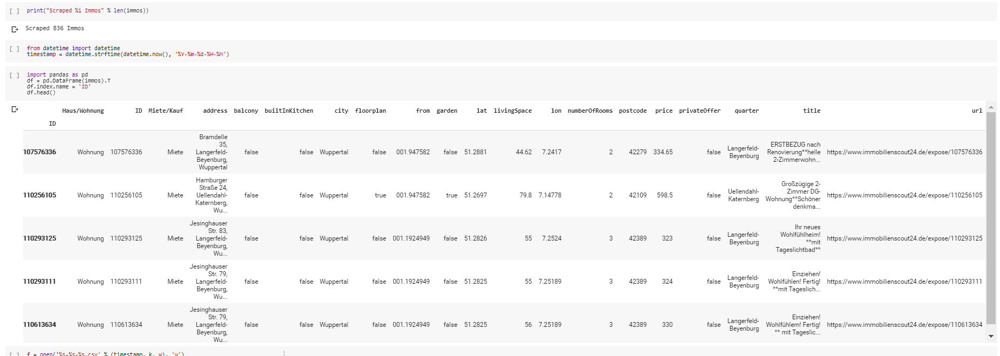 [ ] print("Scraped %i Immos" % len(immos))
Scraped 836 Immos
[ ] from datetime import datetime
timestamp = datetime.strftime(datetime.now(), '%Y-%m-%d-%H-%M')
[ ] import pandas as pd
df = pd.DataFrame(immos).T
df.index.name = 'ID'
df.head()
Haus/Wohnung ID Miete/Kauf address balcony builtInKitchen city floorplan from garden lat livingSpace lon numberOfRooms postcode price privateOffer quarter title url
ID
Bramdelle
35,
107576336 Wohnung 107576336 Miete Langerfeld- false false Wuppertal false 001.947582 false 51.2881 44.62 7.2417 2 42279 334.65 false Langerfeld- ERSTBEZUG nach https://www.immobilienscout24.de/expose/107576336
Beyenburg, Beyenburg Renovierung**helle
Wuppertal 2-Zimmerwohn...
Hamburger
Straße 24, Großzügige 2-
110256105 Wohnung 110256105 Miete Uellendahl- false false Wuppertal true 001.947582 true 51.2697 79.8 7.14778 2 42109 598.5 false Uellendahl- Zimmer DG- https://www.immobilienscout24.de/expose/110256105
Katernberg, Katernberg Wohnung**Schöner
Wu... denkma...
Jesinghauser
Str. 83, Ihr neues
110293125 Wohnung 110293125 Miete Langerfeld- false false Wuppertal false 001.1924949 false 51.2826 55 7.2524 3 42389 323 false Langerfeld- Wohlfühlheim! https://www.immobilienscout24.de/expose/110293125
Beyenburg, Beyenburg **mit
Wu... Tageslichtbad**
Jesinghauser
Str. 79,
110293111 Wohnung 110293111 Miete Langerfeld- false false Wuppertal false 001.1924949 false 51.2825 55 7.25189 3 42389 324 false Langerfeld- Einziehen! https://www.immobilienscout24.de/expose/110293111
Beyenburg, Beyenburg Wohlfühlen! Fertig!
Wu... **mit Tageslich...
Jesinghauser
Str. 79,
110613634 Wohnung 110613634 Miete Langerfeld- false false Wuppertal false 001.1924949 false 51.2825 56 7.25189 3 42389 330 false Langerfeld- Einziehen! https://www.immobilienscout24.de/expose/110613634
Beyenburg, Beyenburg Wohlfühlem! Fertig!
Wu... ** mit Tageslic...
[ ] f = open('%s-%s-%s.csv' % (timestamp, k, w), 'w')